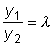 y₁/y₂ = λ